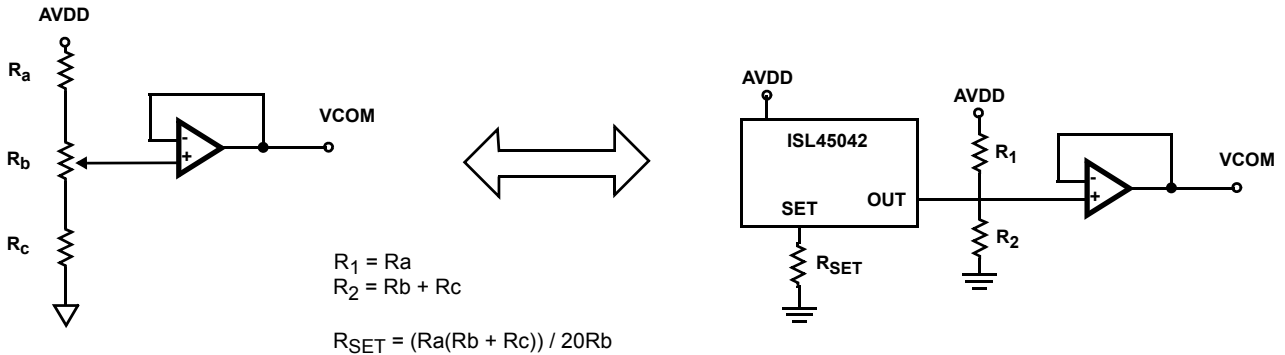 AVDD
Ra
Rb
Rc
-
+
VCOM
R1 = Ra
R2 = Rb + Rc
RSET = (Ra(Rb + Rc)) / 20Rb
AVDD
ISL45042
SET
OUT
RSET
AVDD
R1
R2
-
+
VCOM